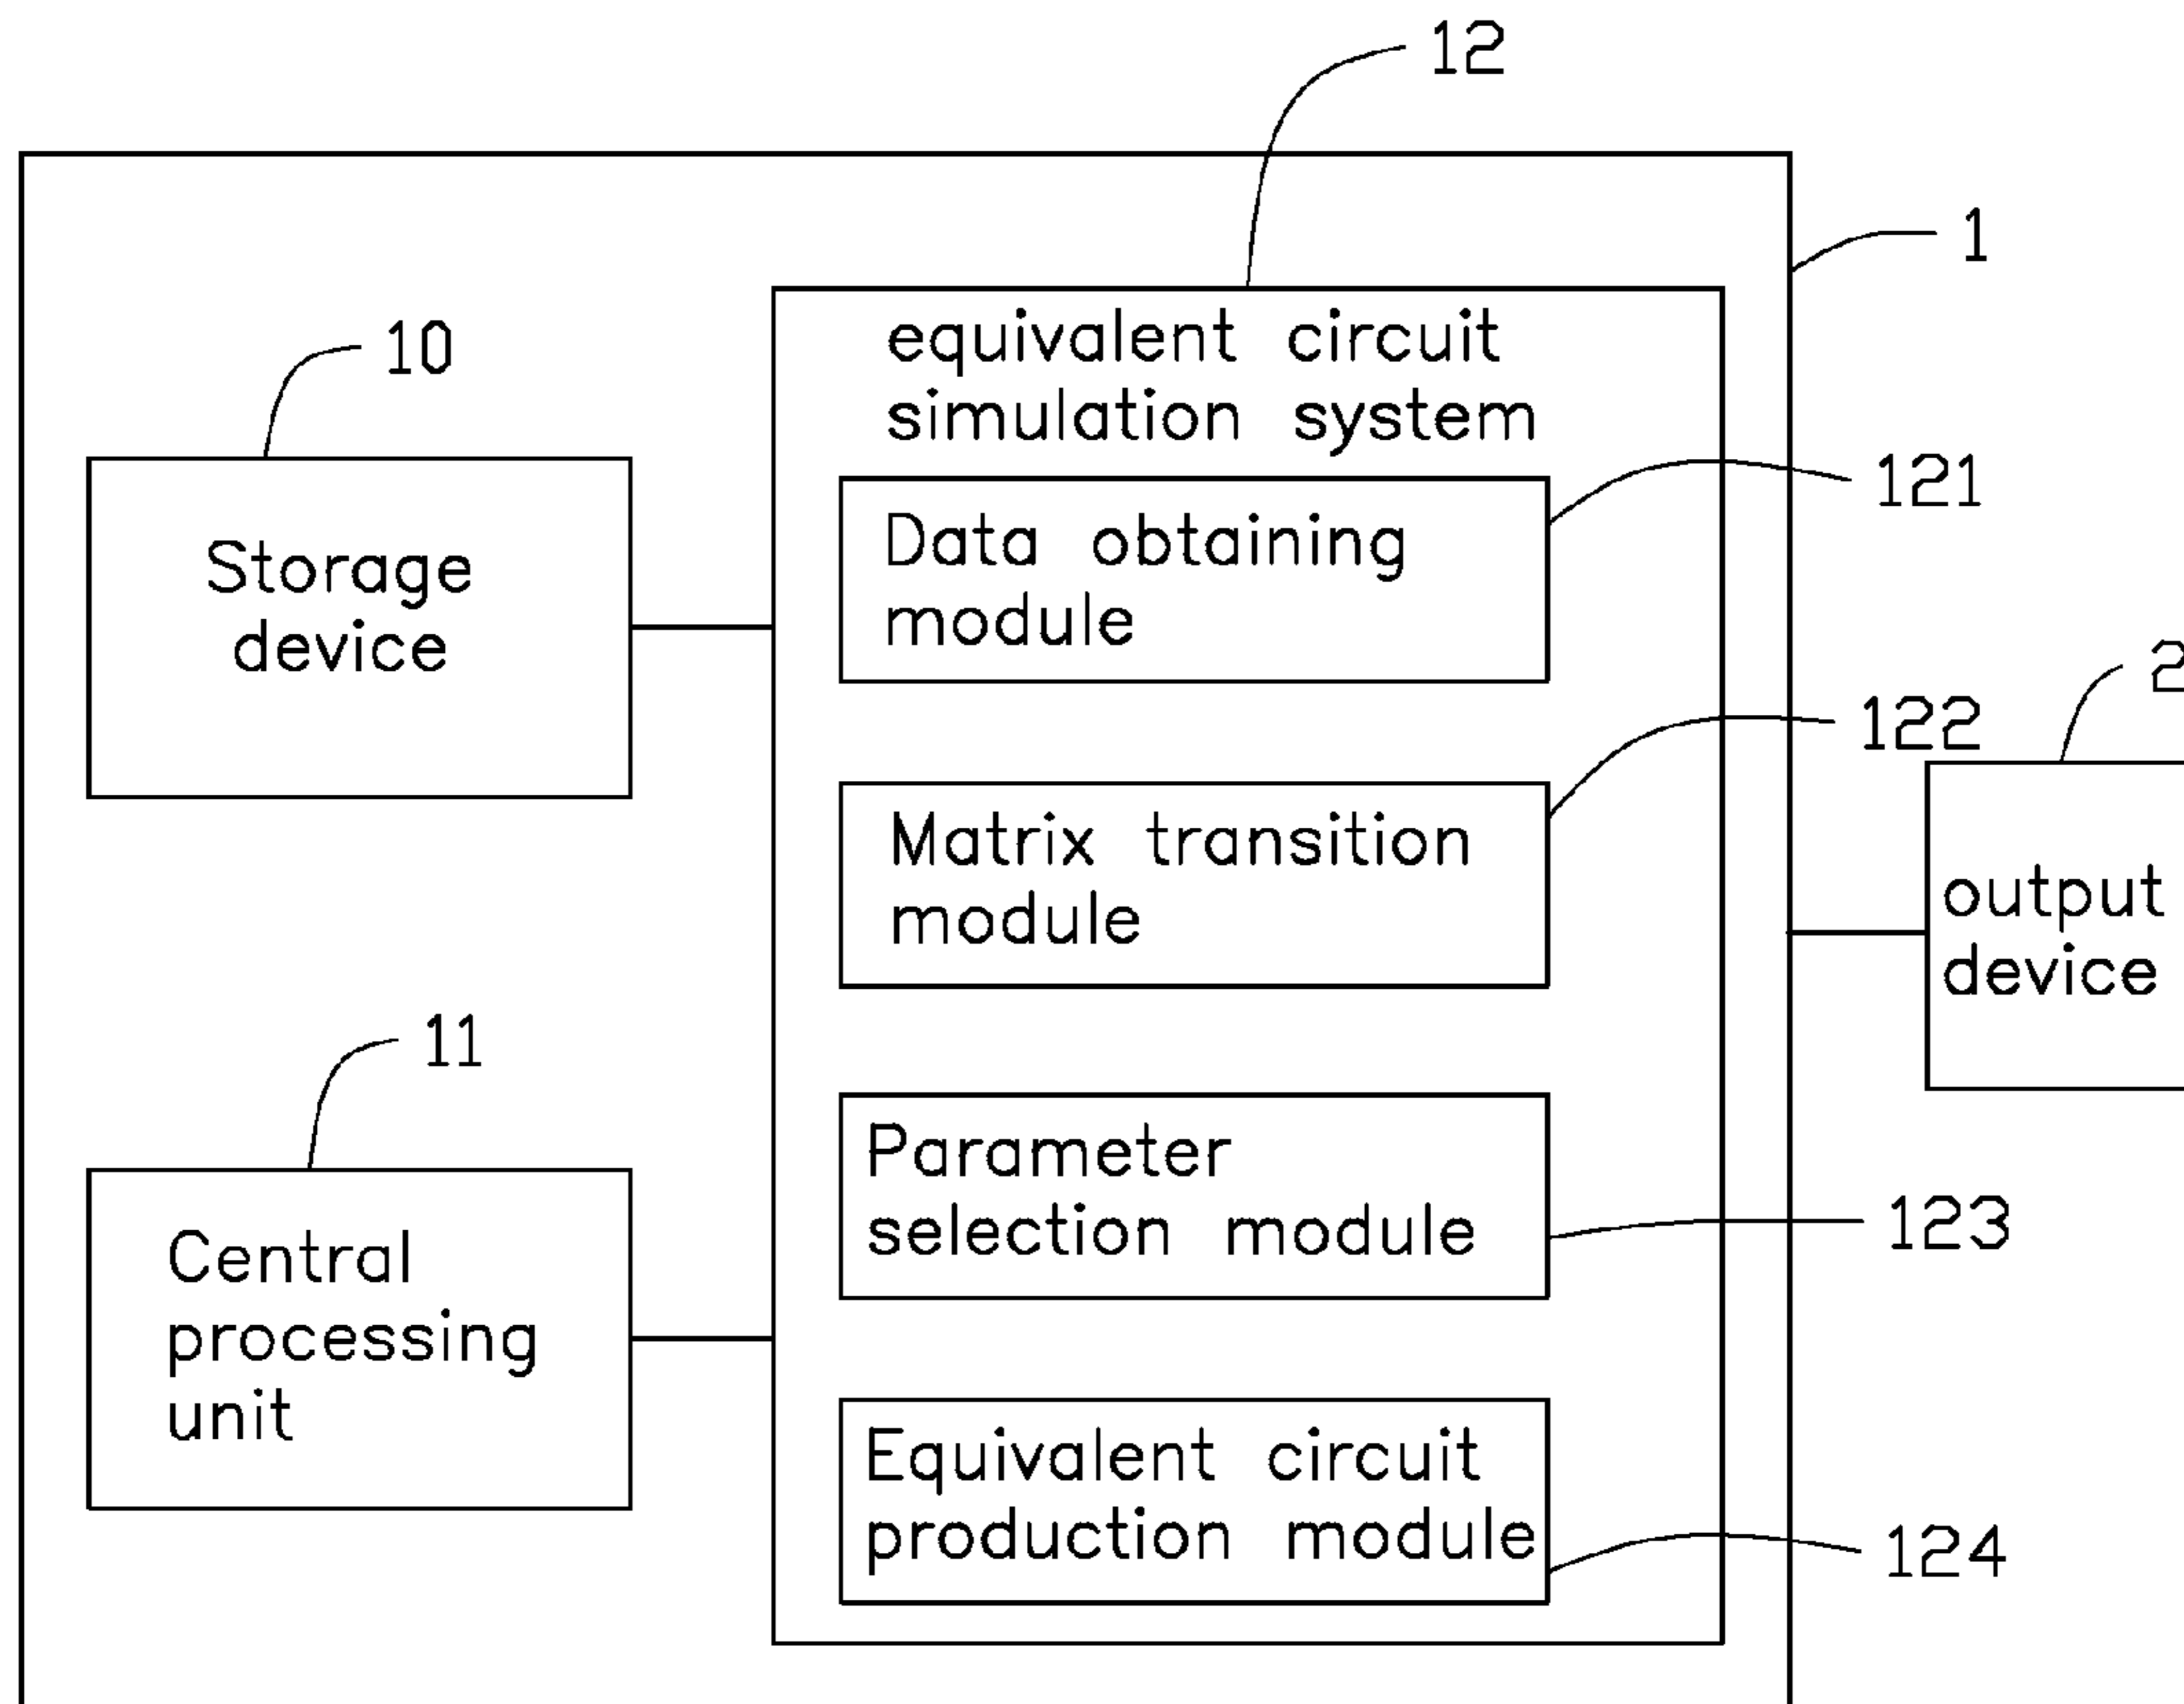 12
1
10
equivalent circuit
simulation system
121
Data obtaining
module
Storage
device
2
122
Matrix transition
module
output
device
11
Parameter
selection module
123
Central
processing
unit
Equivalent circuit
production module
124